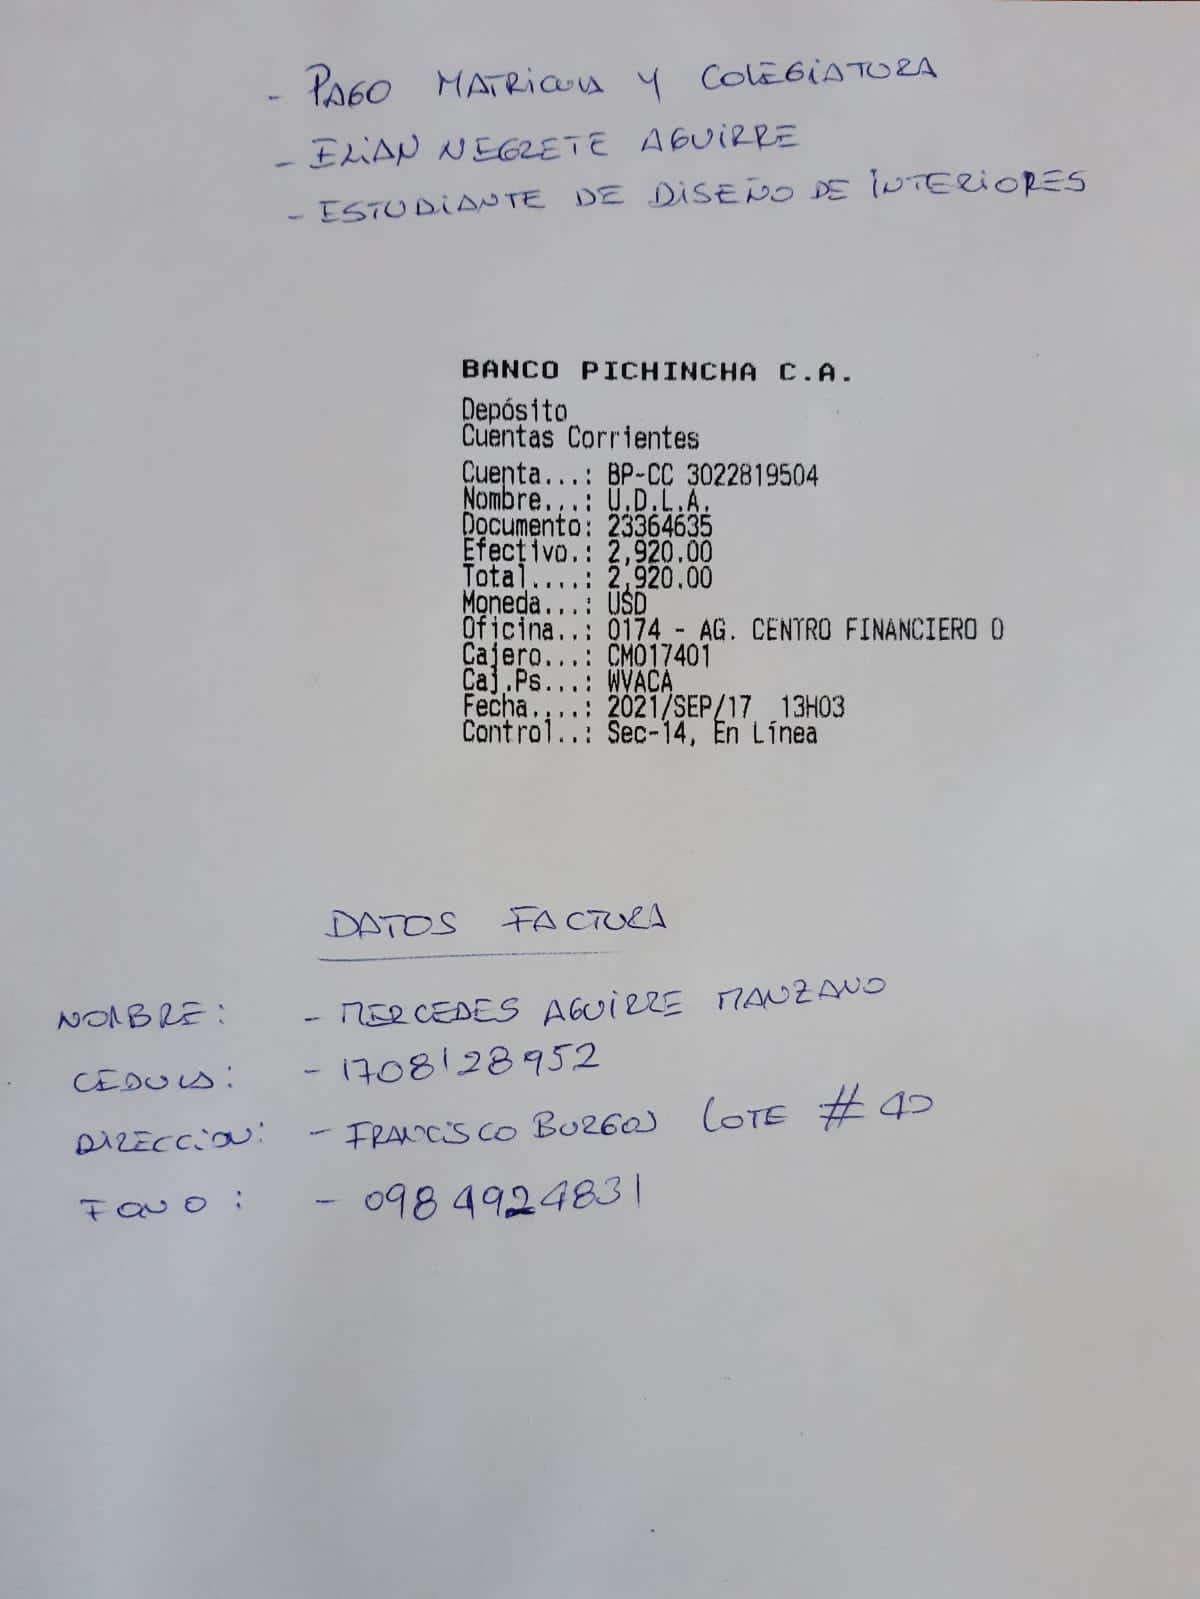 - PAGO MATRICULA Y COLEGIATURA
- ELIAN NEGRETE AGUIRRE
- ESTUDIANTE DE DISEÑO DE INTERIORES
BANCO PICHINCHA C.A.
Depósito
Cuentas Corrientes
Cuenta...: BP-CC 3022819504
Nombre...: U.D.L.A.
Documento: 23364635
Efectivo.: 2,920.00
Total....: 2,920.00
Moneda...: USD
Oficina..: 0174 - AG. CENTRO FINANCIERO O
Cajero...: CM017401
Caj.Ps...: WVACA
Fecha....: 2021/SEP/17 13H03
Control..: Sec-14, En Línea
DATOS FACTURA
NOMBRE: - MERCEDES AGUIRRE MANZANO
CEDULA: - 1708128952
DIRECCION: - FRANCISCO BURGOS LOTE # 40
FONO: - 0984924831